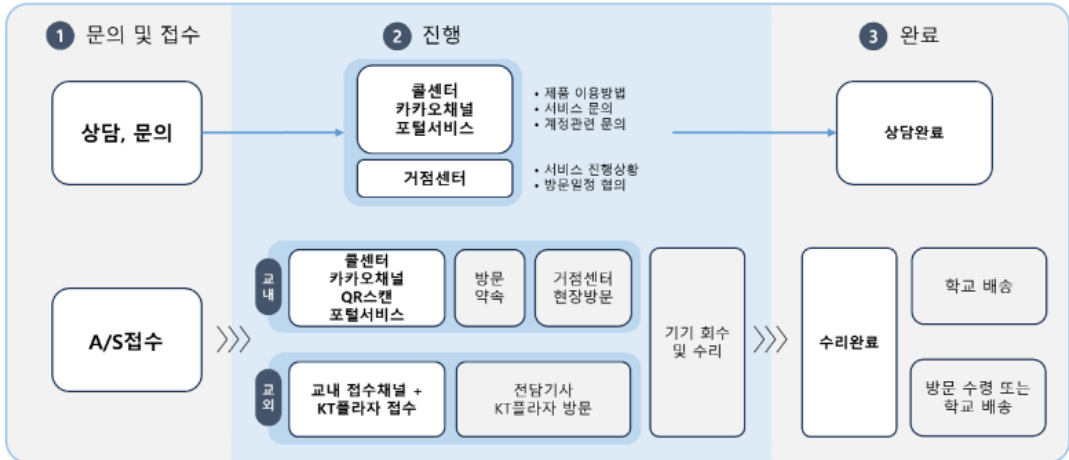 1 문의 및 접수
2 진행
3 완료
상담, 문의
콜센터
카카오채널
포털서비스
• 제품 이용방법
• 서비스 문의
• 계정관련 문의
거점센터
• 서비스 진행상황
• 방문일정 협의
상담완료
A/S접수
교내
콜센터
카카오채널
QR스캔
포털서비스
방문
약속
거점센터
현장방문
교외
교내 접수채널 +
KT플라자 접수
전담기사
KT플라자 방문
기기 회수
및 수리
수리완료
학교 배송
방문 수령 또는
학교 배송